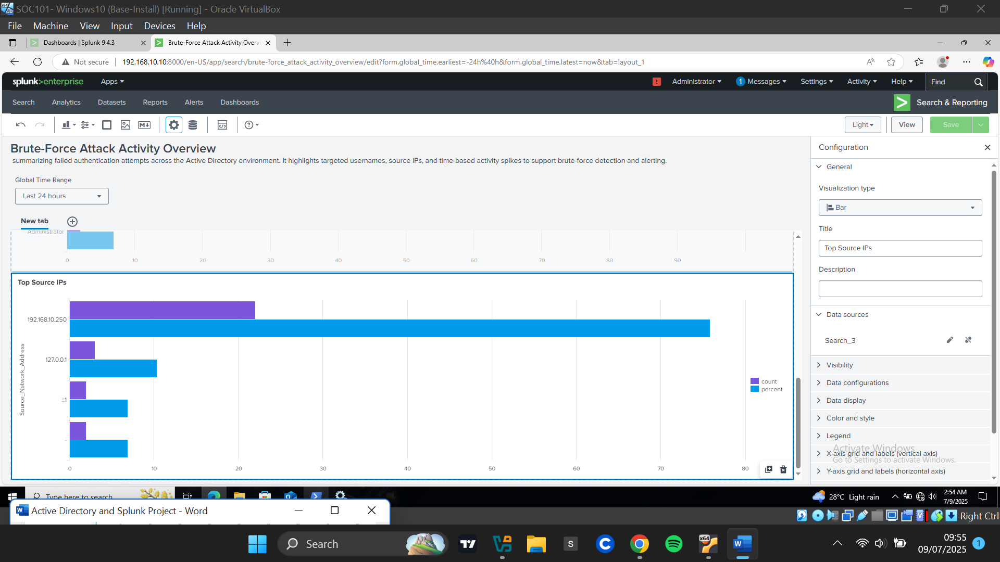 SOC101- Windows10 (Base-Install) [Running] - Oracle VirtualBox
File Machine View Input Devices Help
Dashboards | Splunk 9.4.3
Brute-Force Attack Activity Overvi
Not secure 192.168.10.10:8000/en-US/app/search/brute-force_attack_activity_overview/edit?form.global_time.earliest=-24h%40h&form.global_time.latest=now&tab=layout_1
splunk>enterprise Apps ! Administrator 1 Messages Settings Activity Help Find
Search Analytics Datasets Reports Alerts Dashboards Search & Reporting
Light View Save
Brute-Force Attack Activity Overview
summarizing failed authentication attempts across the Active Directory environment. It highlights targeted usernames, source IPs, and time-based activity spikes to support brute-force detection and alerting.
Global Time Range
Last 24 hours
New tab
Administrator
0 10 20 30 40 50 60 70 80 90
Top Source IPs
Source_Network_Address
192.168.10.250
127.0.0.1
::1
-
0 10 20 30 40 50 60 70 80
count
percent
Configuration
General
Visualization type
Bar
Title
Top Source IPs
Description
Data sources
Search_3
Visibility
Data configurations
Data display
Color and style
Legend
X-axis grid and labels (vertical axis)
Y-axis grid and labels (horizontal axis)
Activate Windows
Go to Settings to activate Windows.
Type here to search
28°C Light rain
2:54 AM
7/9/2025
Active Directory and Splunk Project - Word
Right Ctrl
Search
09:55
09/07/2025
1